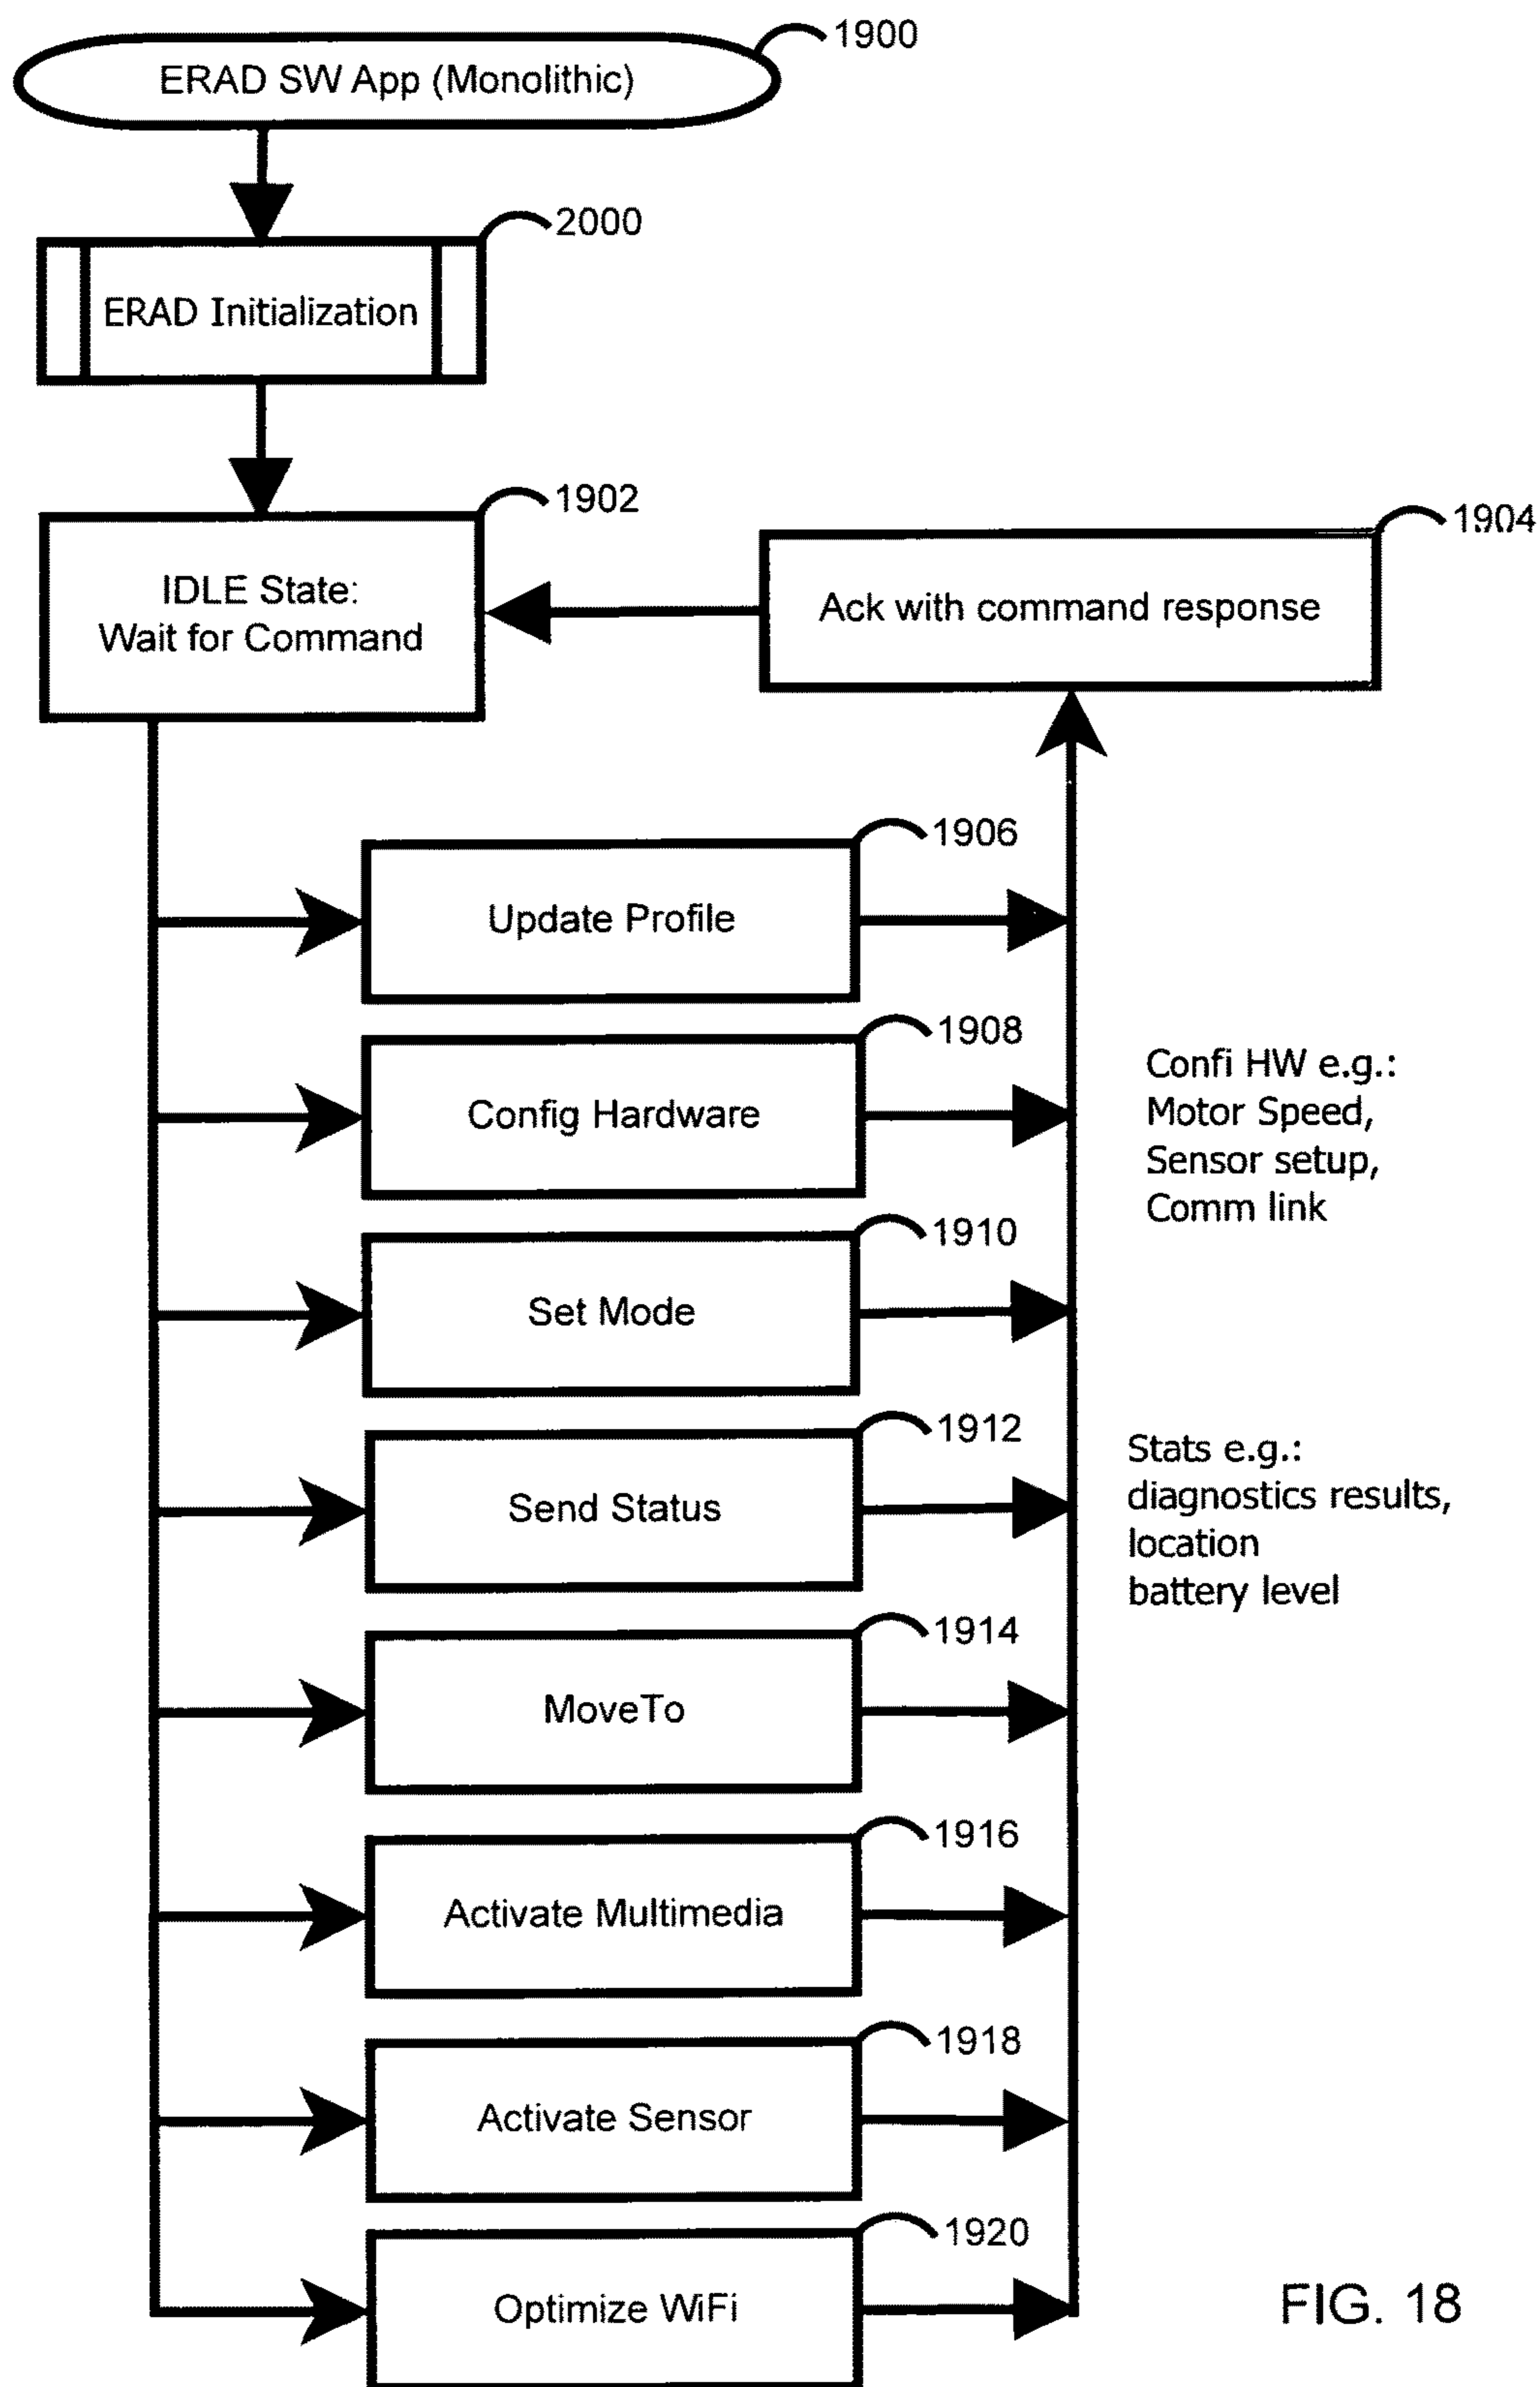 1900
ERAD SW App (Monolithic)
2000
ERAD Initialization
1902
IDLE State:
Wait for Command
1904
Ack with command response
1906
Update Profile
1908
Config Hardware
Confi HW e.g.:
Motor Speed,
Sensor setup,
Comm link
1910
Set Mode
1912
Send Status
Stats e.g.:
diagnostics results,
location
battery level
1914
MoveTo
1916
Activate Multimedia
1918
Activate Sensor
1920
Optimize WiFi
FIG. 18